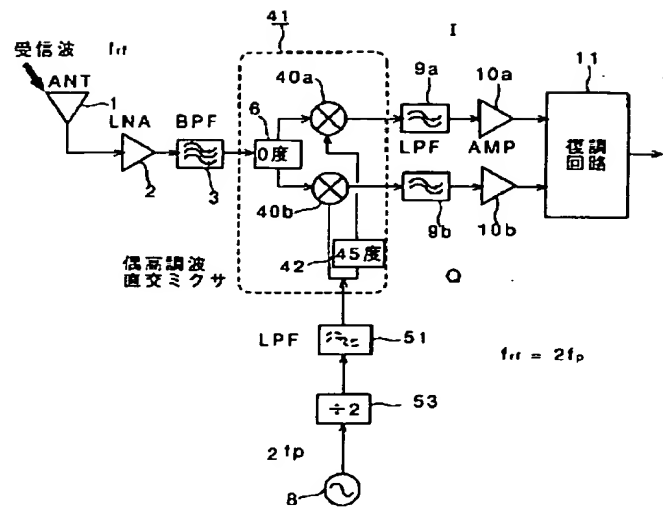 41
受信波 frf
I
ANT
40a
9a
10a
11
1
LNA
BPF
6
0度
LPF
AMP
復調
回路
2
3
40b
9b
10b
42
45度
偶高調波
直交ミクサ
Q
LPF
51
frf = 2fp
÷2
53
2fp
8